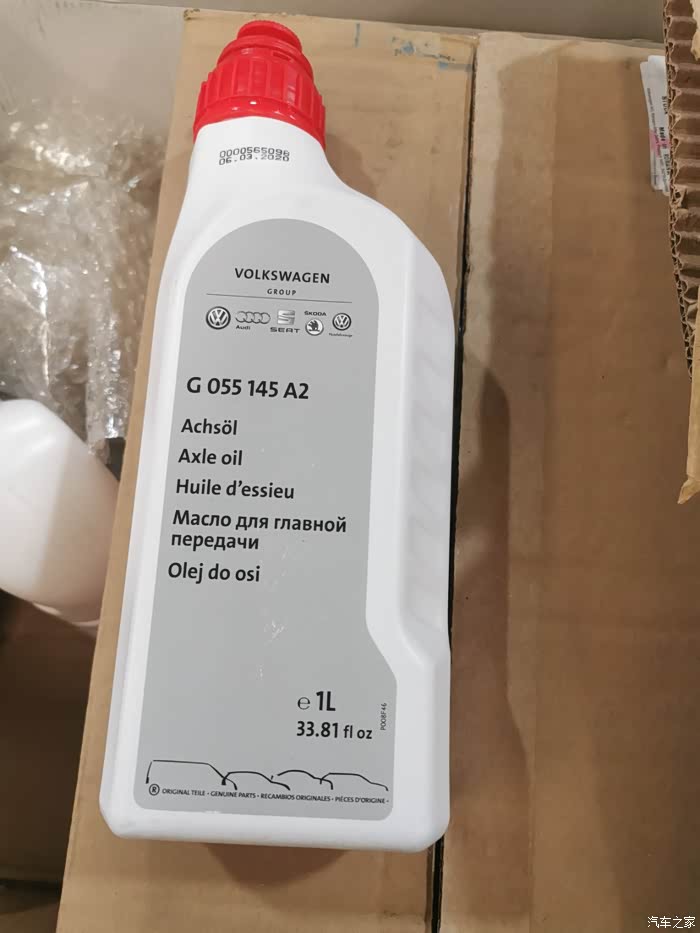 0000565098
06.03.2020
VOLKSWAGEN
GROUP
Audi
SEAT
ŠKODA
G 055 145 A2
Achsöl
Axle oil
Huile d'essieu
Масло для главной
передачи
Olej do osi
℮ 1L
33.81 fl oz
P008F46
® ORIGINAL TEILE • GENUINE PARTS • RECAMBIOS ORIGINALES • PIÈCES D'ORIGINE •
汽车之家